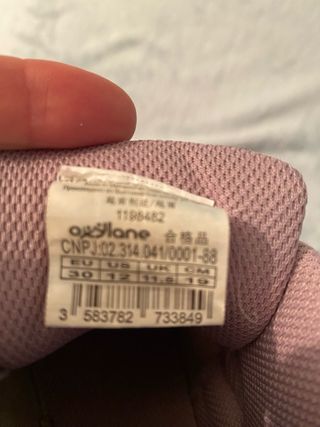 1198482
oxylane 合格品
CNPJ:02.314.041/0001-88
EU US UK CM
30 12 11.5 19
3 583782 733849